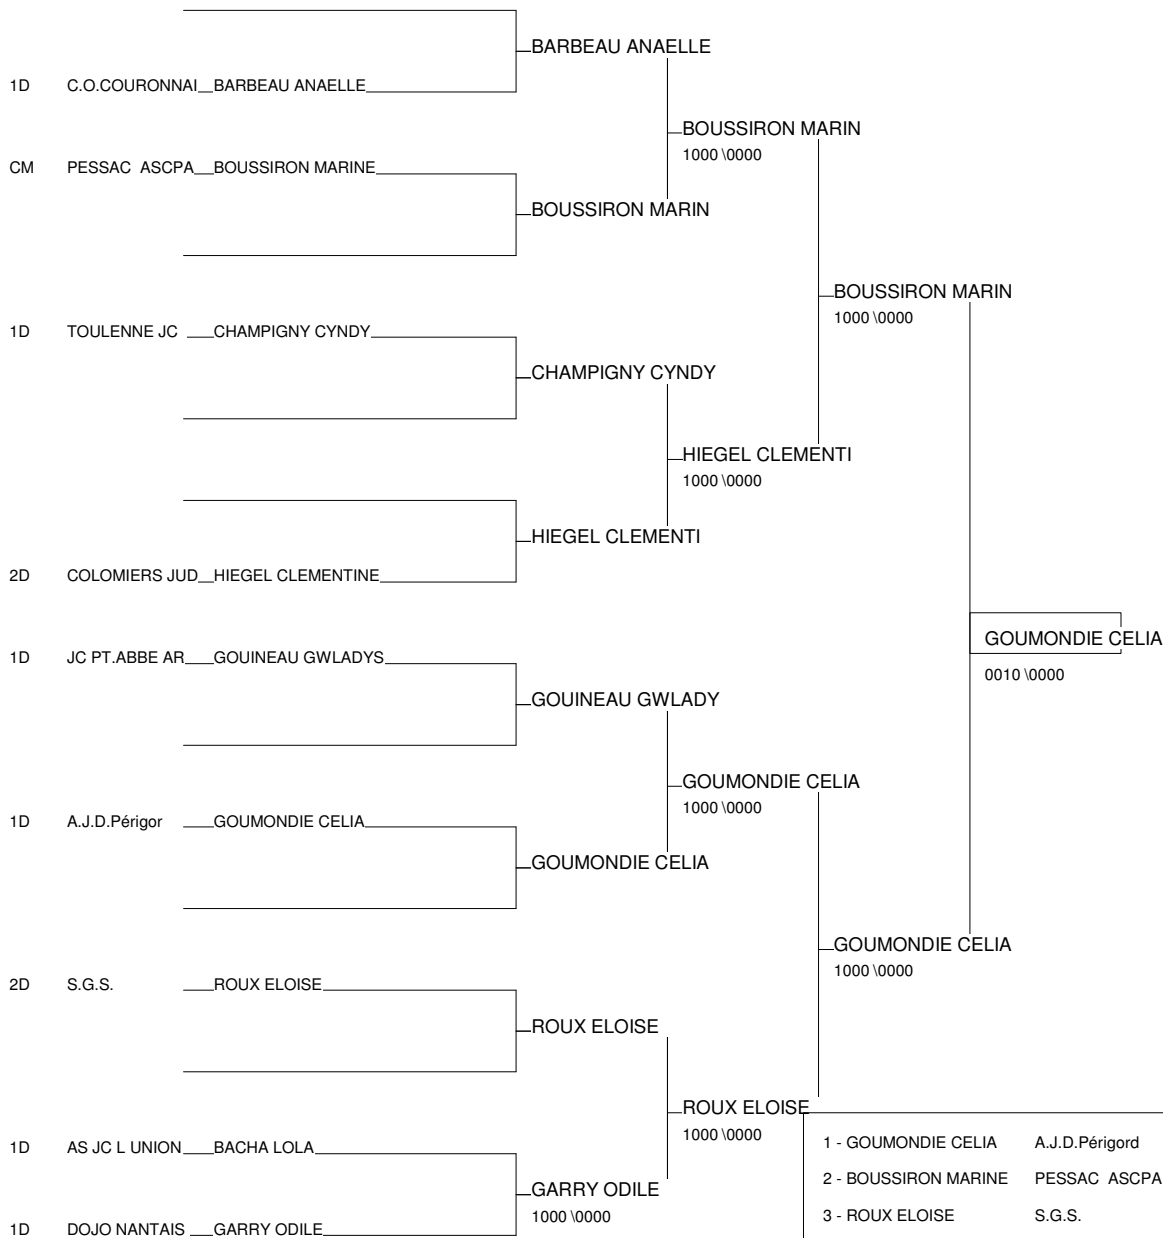 BARBEAU ANAELLE
1D C.O.COURONNAI BARBEAU ANAELLE
BOUSSIRON MARIN
1000 \0000
CM PESSAC ASCPA BOUSSIRON MARINE
BOUSSIRON MARIN
BOUSSIRON MARIN
1000 \0000
1D TOULENNE JC CHAMPIGNY CYNDY
CHAMPIGNY CYNDY
HIEGEL CLEMENTI
1000 \0000
HIEGEL CLEMENTI
2D COLOMIERS JUD HIEGEL CLEMENTINE
GOUMONDIE CELIA
0010 \0000
1D JC PT.ABBE AR GOUINEAU GWLADYS
GOUINEAU GWLADY
GOUMONDIE CELIA
1000 \0000
1D A.J.D.Périgor GOUMONDIE CELIA
GOUMONDIE CELIA
GOUMONDIE CELIA
1000 \0000
2D S.G.S. ROUX ELOISE
ROUX ELOISE
ROUX ELOISE
1000 \0000
1D AS JC L UNION BACHA LOLA
GARRY ODILE
1000 \0000
1D DOJO NANTAIS GARRY ODILE
1 - GOUMONDIE CELIA A.J.D.Périgord
2 - BOUSSIRON MARINE PESSAC ASCPA
3 - ROUX ELOISE S.G.S.